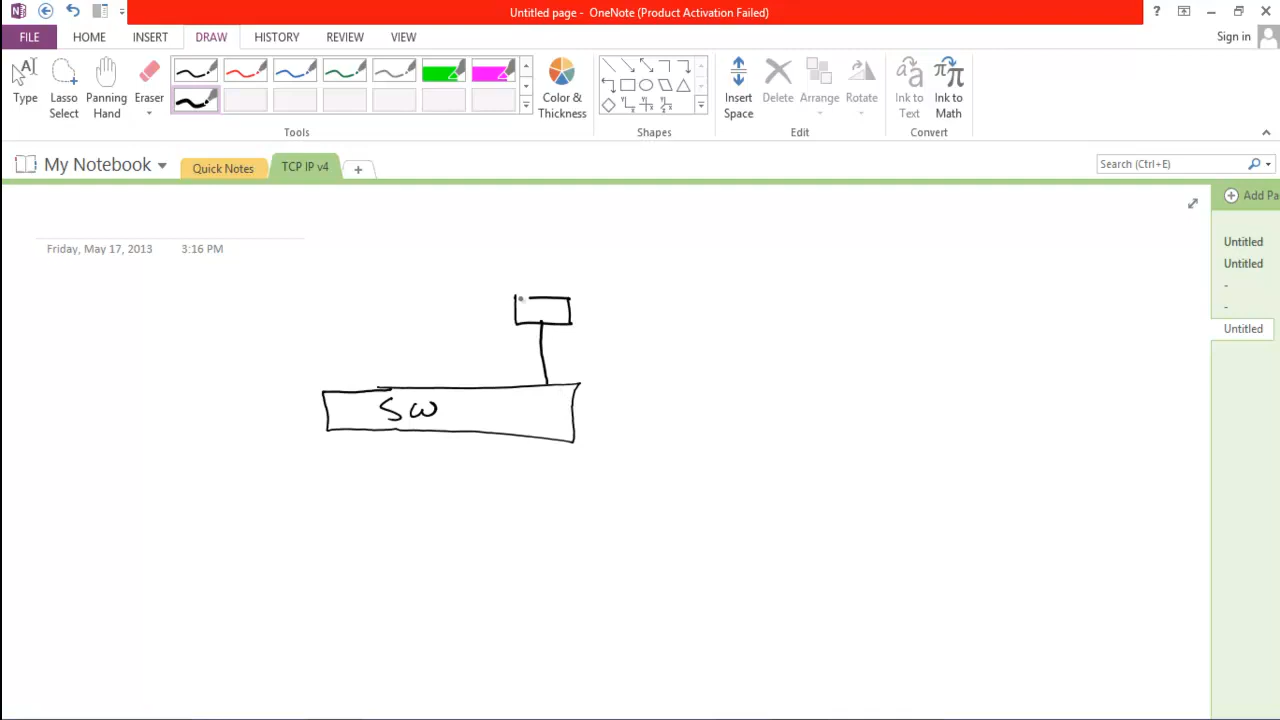 Untitled page - OneNote (Product Activation Failed)
?
FILE HOME INSERT DRAW HISTORY REVIEW VIEW
Sign in
Type
Lasso Select
Panning Hand
Eraser
Color & Thickness
Insert Space
Delete
Arrange
Rotate
Ink to Text
Ink to Math
Tools
Shapes
Edit
Convert
My Notebook
Quick Notes
TCP IP v4
Search (Ctrl+E)
Add Pa
Friday, May 17, 2013 3:16 PM
Untitled
Untitled
-
-
Untitled
SW